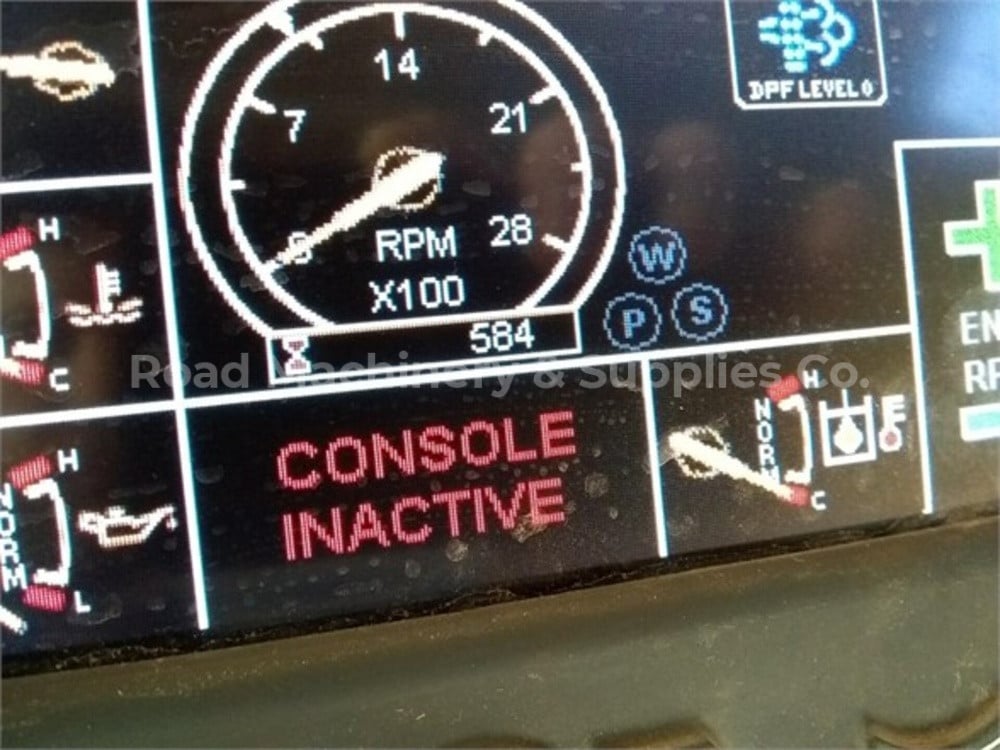 14
7
21
0
28
RPM
X100
584
DPF LEVEL 0
W
P
S
H
C
EN
RP
Road Machinery & Supplies Co.
H
NORM
L
CONSOLE
INACTIVE
H
NORM
C